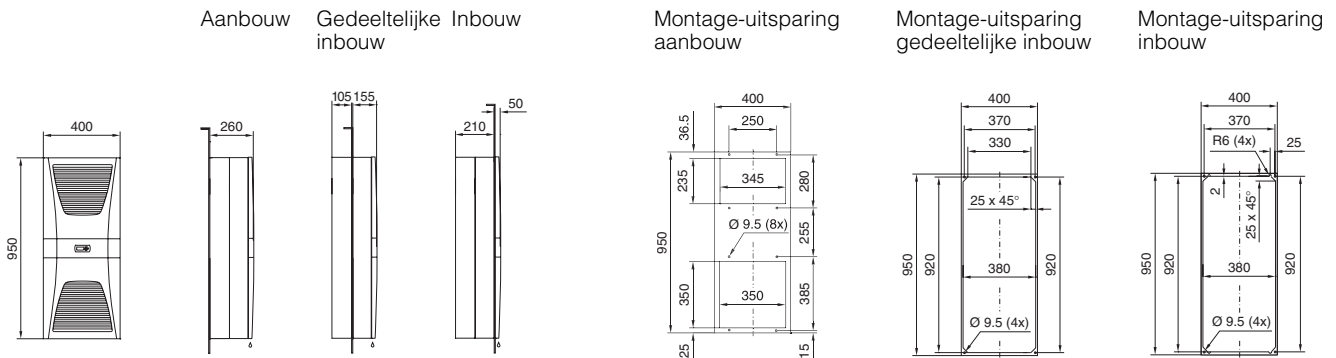 Aanbouw
Gedeeltelijke
inbouw
Inbouw
Montage-uitsparing
aanbouw
Montage-uitsparing
gedeeltelijke inbouw
Montage-uitsparing
inbouw
400
950
260
105 155
50
210
400
250
36.5
235
345
280
950
Ø 9.5 (8x)
255
350
350
385
25
15
400
370
330
25 x 45°
950
920
380
920
Ø 9.5 (4x)
400
370
R6 (4x)
25
2
25 x 45°
950
920
380
920
Ø 9.5 (4x)